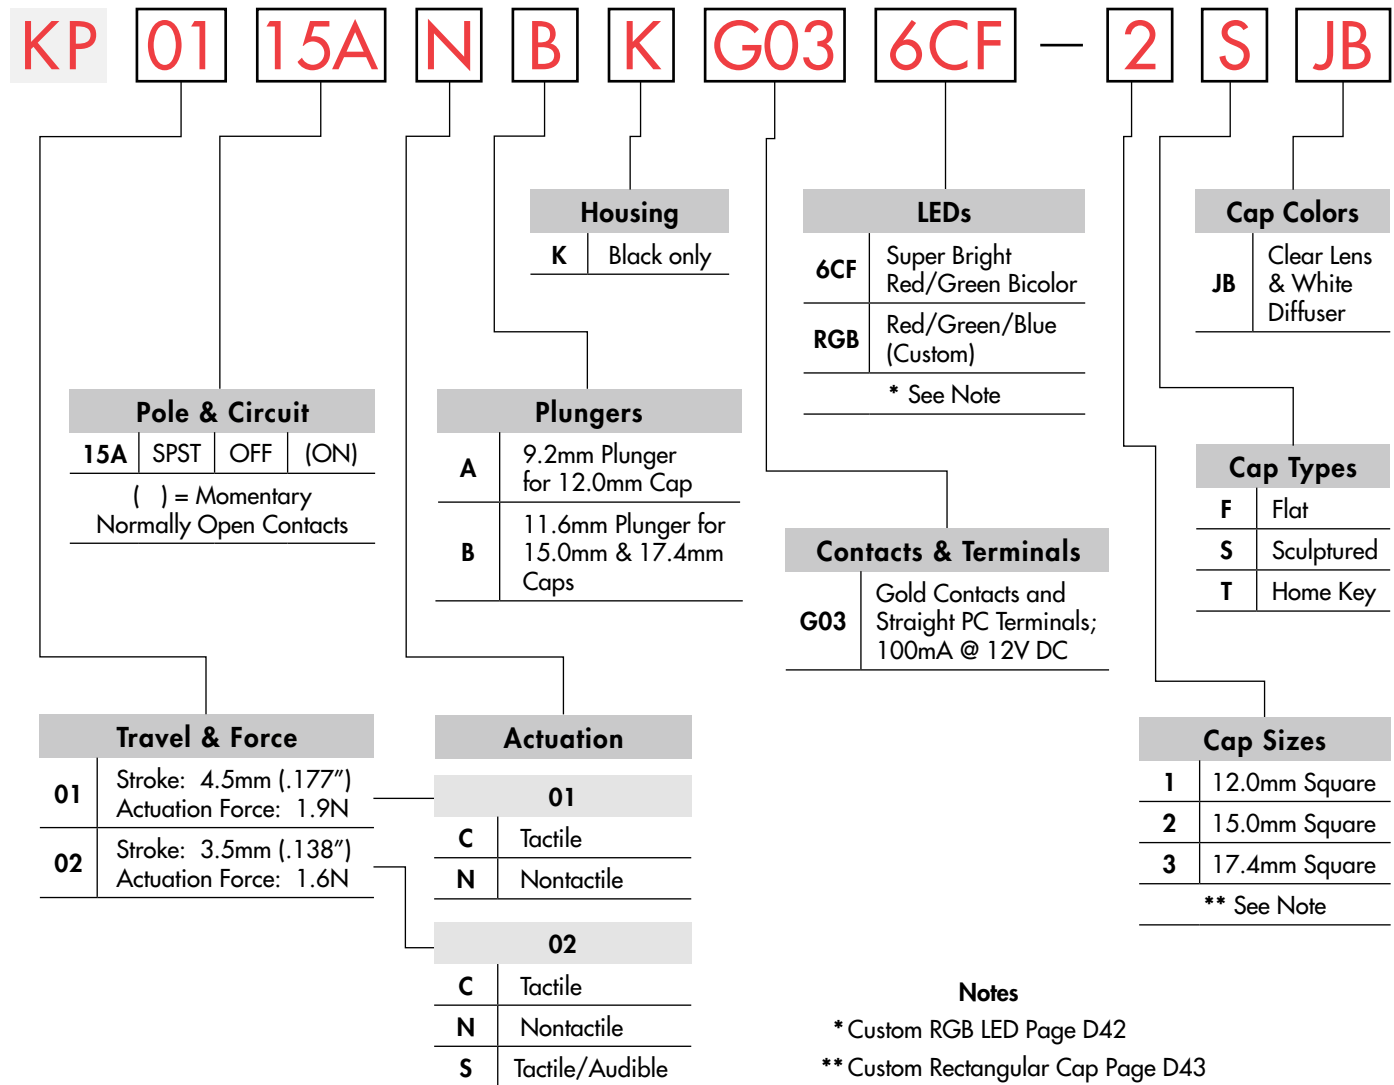 KP 01 15A N B K G03 6CF — 2 S JB
Housing
K Black only
LEDs
6CF Super Bright
Red/Green Bicolor
RGB Red/Green/Blue
(Custom)
* See Note
Cap Colors
JB Clear Lens
& White
Diffuser
Pole & Circuit
15A SPST OFF (ON)
( ) = Momentary
Normally Open Contacts
Plungers
A 9.2mm Plunger
for 12.0mm Cap
B 11.6mm Plunger for
15.0mm & 17.4mm
Caps
Contacts & Terminals
G03 Gold Contacts and
Straight PC Terminals;
100mA @ 12V DC
Cap Types
F Flat
S Sculptured
T Home Key
Travel & Force
01 Stroke: 4.5mm (.177″)
Actuation Force: 1.9N
02 Stroke: 3.5mm (.138″)
Actuation Force: 1.6N
Actuation
01
C Tactile
N Nontactile
02
C Tactile
N Nontactile
S Tactile/Audible
Cap Sizes
1 12.0mm Square
2 15.0mm Square
3 17.4mm Square
** See Note
Notes
* Custom RGB LED Page D42
** Custom Rectangular Cap Page D43